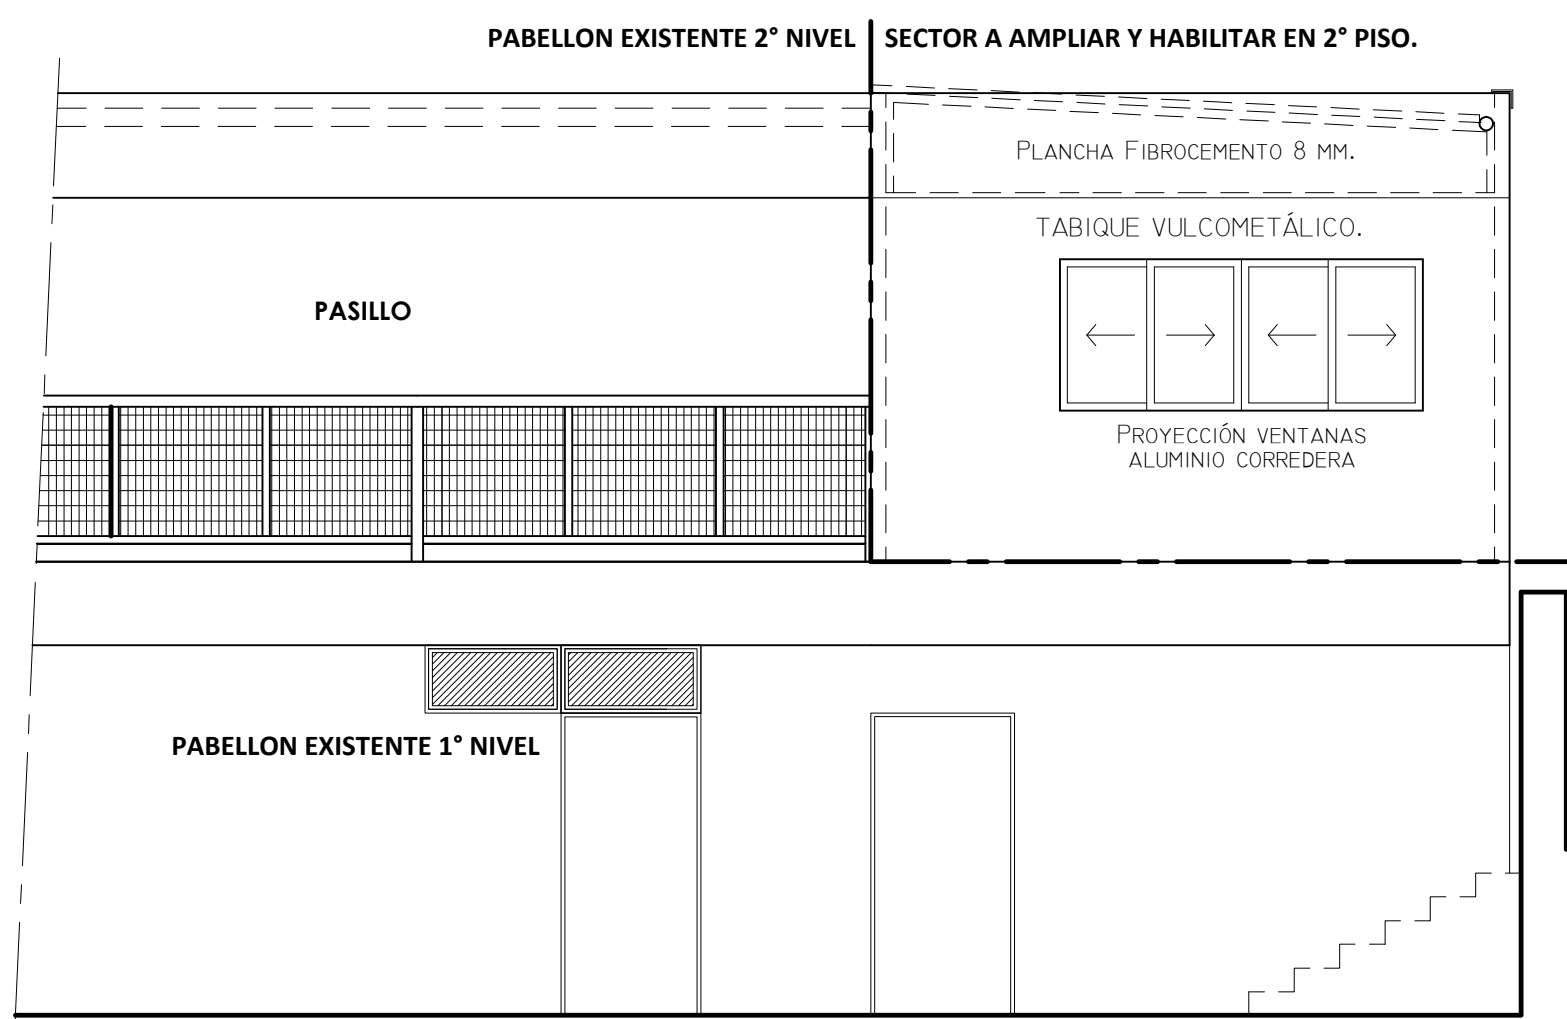 PABELLON EXISTENTE 2° NIVEL
SECTOR A AMPLIAR Y HABILITAR EN 2° PISO.
PLANCHA FIBROCEMENTO 8 MM.
TABIQUE VULCOMETÁLICO.
PASILLO
PROYECCIÓN VENTANAS
ALUMINIO CORREDERA
PABELLON EXISTENTE 1° NIVEL